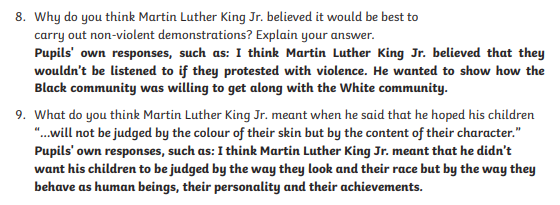 8. Why do you think Martin Luther King Jr. believed it would be best to
carry out non-violent demonstrations? Explain your answer.
Pupils' own responses, such as: I think Martin Luther King Jr. believed that they
wouldn't be listened to if they protested with violence. He wanted to show how the
Black community was willing to get along with the White community.
9. What do you think Martin Luther King Jr. meant when he said that he hoped his children
“...will not be judged by the colour of their skin but by the content of their character.”
Pupils' own responses, such as: I think Martin Luther King Jr. meant that he didn't
want his children to be judged by the way they look and their race but by the way they
behave as human beings, their personality and their achievements.